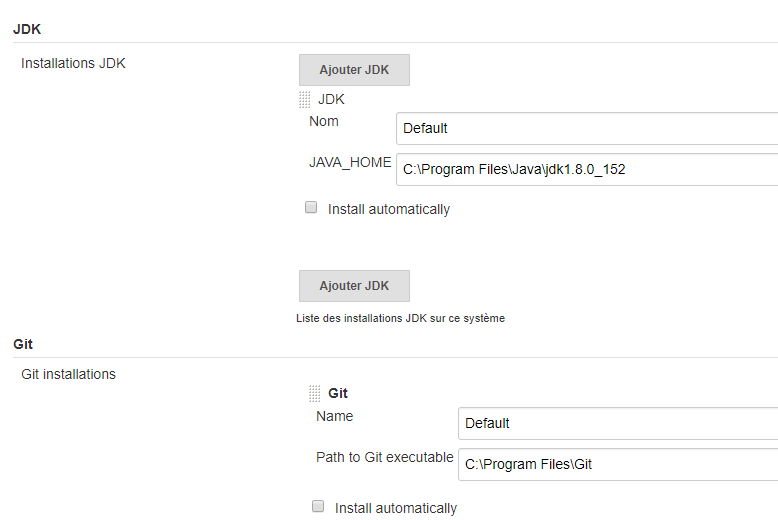 JDK
Installations JDK
Ajouter JDK
JDK
Nom
Default
JAVA_HOME
C:\Program Files\Java\jdk1.8.0_152
Install automatically
Ajouter JDK
Liste des installations JDK sur ce système
Git
Git installations
Git
Name
Default
Path to Git executable
C:\Program Files\Git
Install automatically